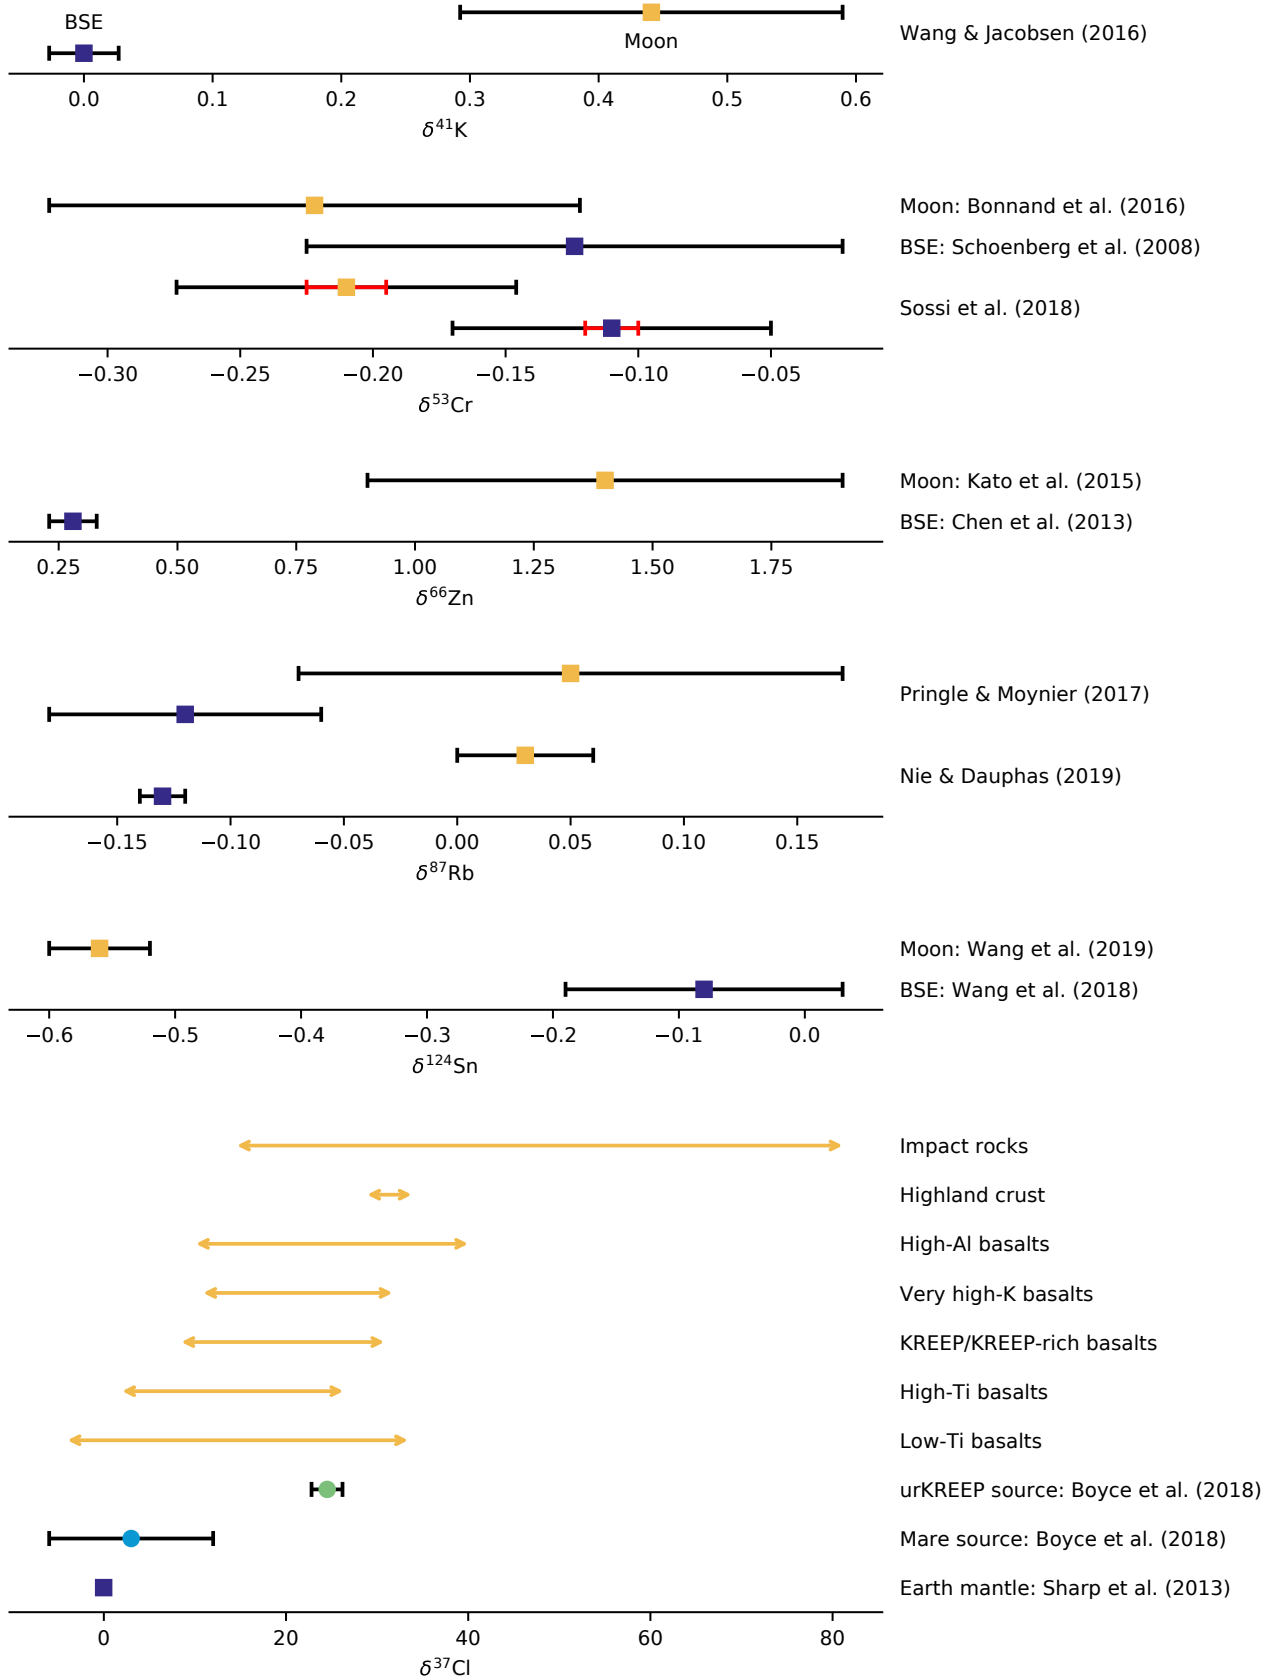 BSE
Moon
Wang & Jacobsen (2016)
0.0 0.1 0.2 0.3 0.4 0.5 0.6
δ⁴¹K
Moon: Bonnand et al. (2016)
BSE: Schoenberg et al. (2008)
Sossi et al. (2018)
−0.30 −0.25 −0.20 −0.15 −0.10 −0.05
δ⁵³Cr
Moon: Kato et al. (2015)
BSE: Chen et al. (2013)
0.25 0.50 0.75 1.00 1.25 1.50 1.75
δ⁶⁶Zn
Pringle & Moynier (2017)
Nie & Dauphas (2019)
−0.15 −0.10 −0.05 0.00 0.05 0.10 0.15
δ⁸⁷Rb
Moon: Wang et al. (2019)
BSE: Wang et al. (2018)
−0.6 −0.5 −0.4 −0.3 −0.2 −0.1 0.0
δ¹²⁴Sn
Impact rocks
Highland crust
High-Al basalts
Very high-K basalts
KREEP/KREEP-rich basalts
High-Ti basalts
Low-Ti basalts
urKREEP source: Boyce et al. (2018)
Mare source: Boyce et al. (2018)
Earth mantle: Sharp et al. (2013)
0 20 40 60 80
δ³⁷Cl